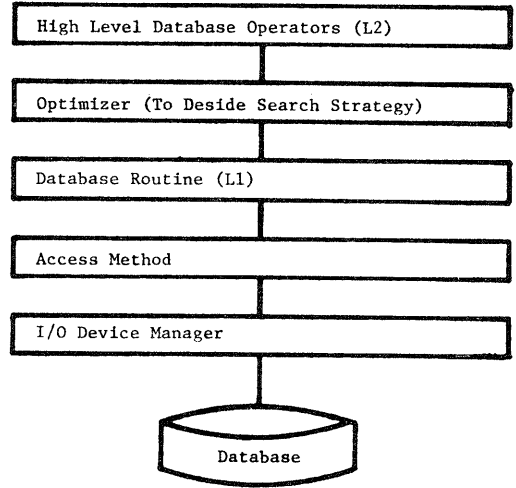 High Level Database Operators (L2)
Optimizer (To Deside Search Strategy)
Database Routine (L1)
Access Method
I/O Device Manager
Database